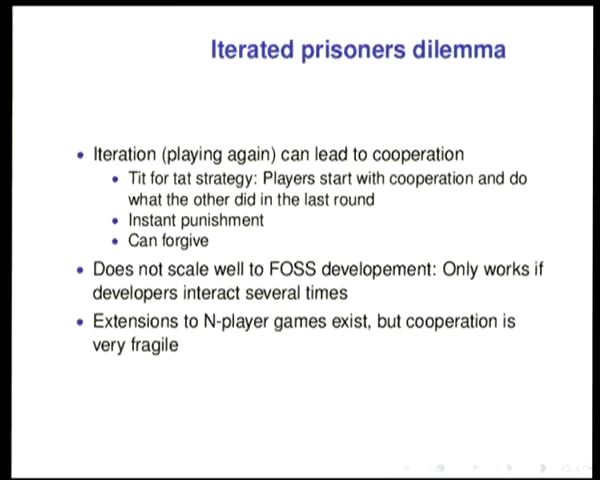 Iterated prisoners dilemma
• Iteration (playing again) can lead to cooperation
• Tit for tat strategy: Players start with cooperation and do
what the other did in the last round
• Instant punishment
• Can forgive
• Does not scale well to FOSS developement: Only works if
developers interact several times
• Extensions to N-player games exist, but cooperation is
very fragile